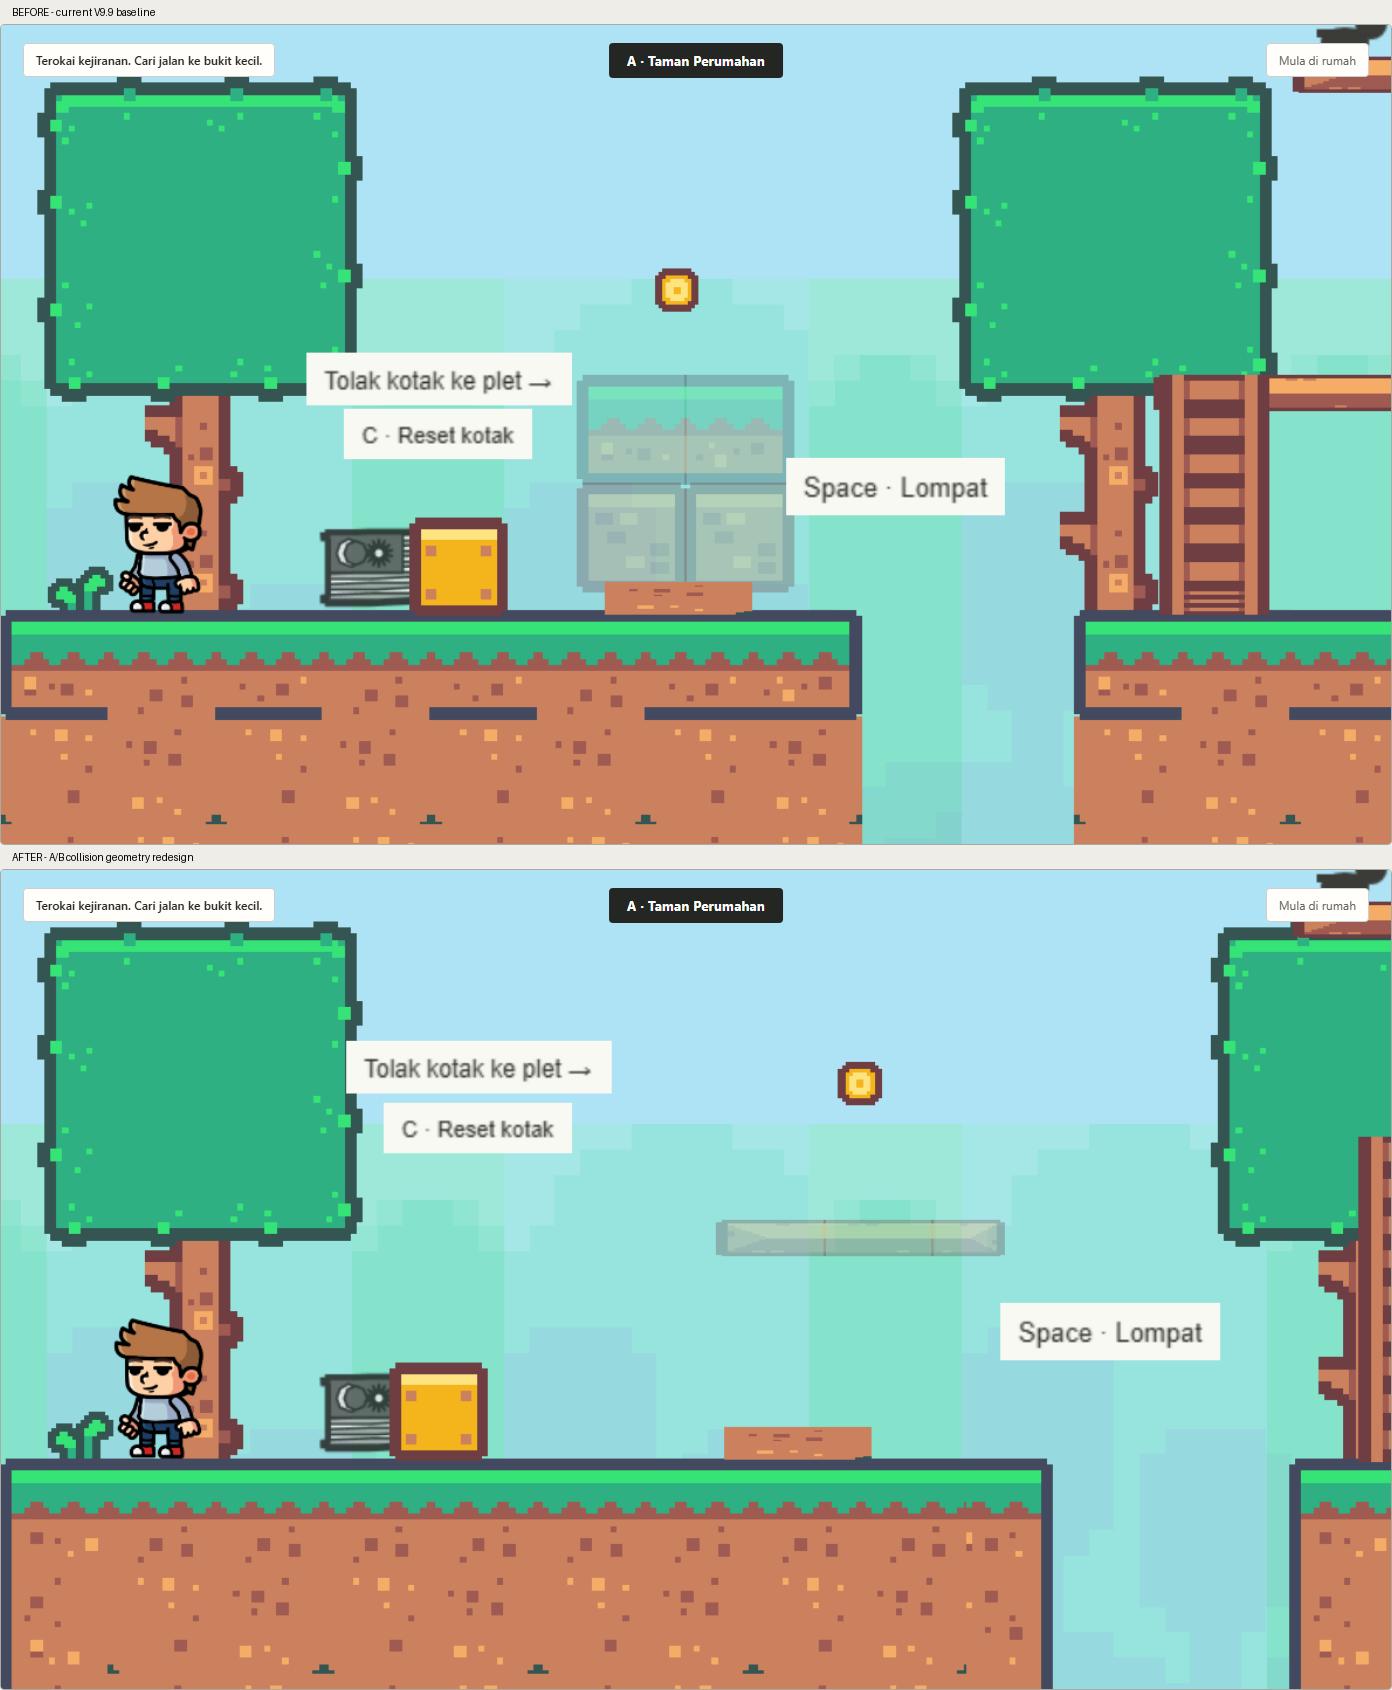 BEFORE - current V9.9 baseline
Terokai kejiranan. Cari jalan ke bukit kecil.
A · Taman Perumahan
Mula di rumah
Tolak kotak ke plet →
C · Reset kotak
Space · Lompat
AFTER - A/B collision geometry redesign
Terokai kejiranan. Cari jalan ke bukit kecil.
A · Taman Perumahan
Mula di rumah
Tolak kotak ke plet →
C · Reset kotak
Space · Lompat